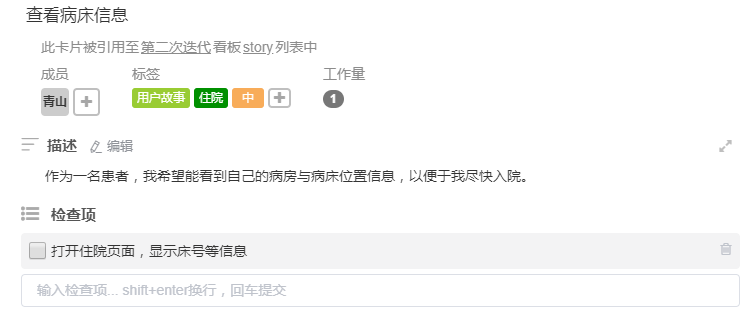 查看病床信息
此卡片被引用至第二次迭代看板story列表中
成员 标签 工作量
青山 + 用户故事 住院 中 + 1
描述 编辑
作为一名患者，我希望能看到自己的病房与病床位置信息，以便于我尽快入院。
检查项
打开住院页面，显示床号等信息
输入检查项... shift+enter换行，回车提交